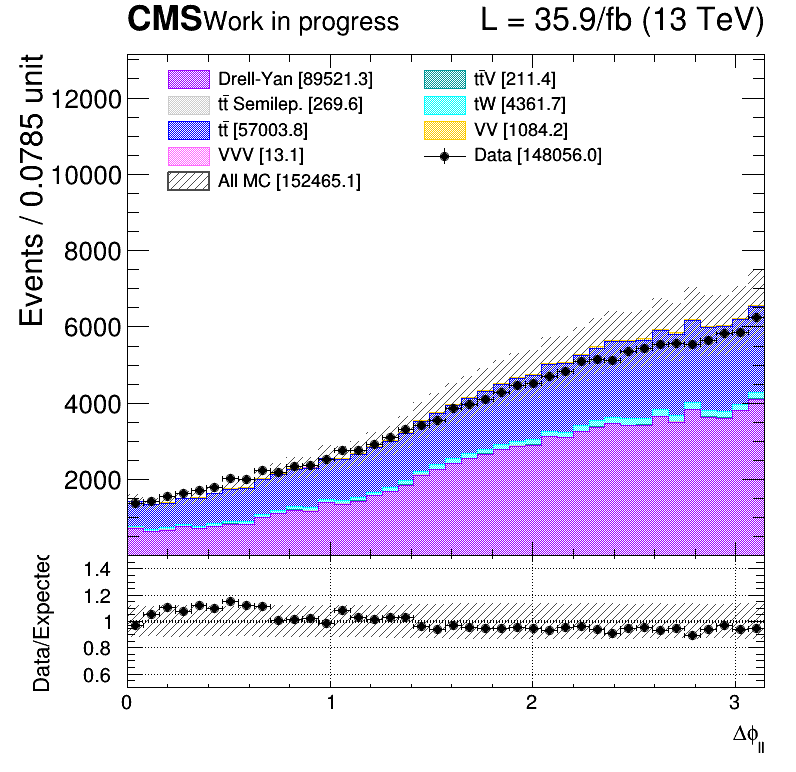 CMS Work in progress L = 35.9/fb (13 TeV)
Events / 0.0785 unit
12000
10000
8000
6000
4000
2000
Drell-Yan [89521.3]
tt̄ Semilep. [269.6]
tt̄ [57003.8]
VVV [13.1]
All MC [152465.1]
tt̄V [211.4]
tW [4361.7]
VV [1084.2]
Data [148056.0]
Data/Expected
1.4
1.2
1
0.8
0.6
0 1 2 3
Δϕ_ll